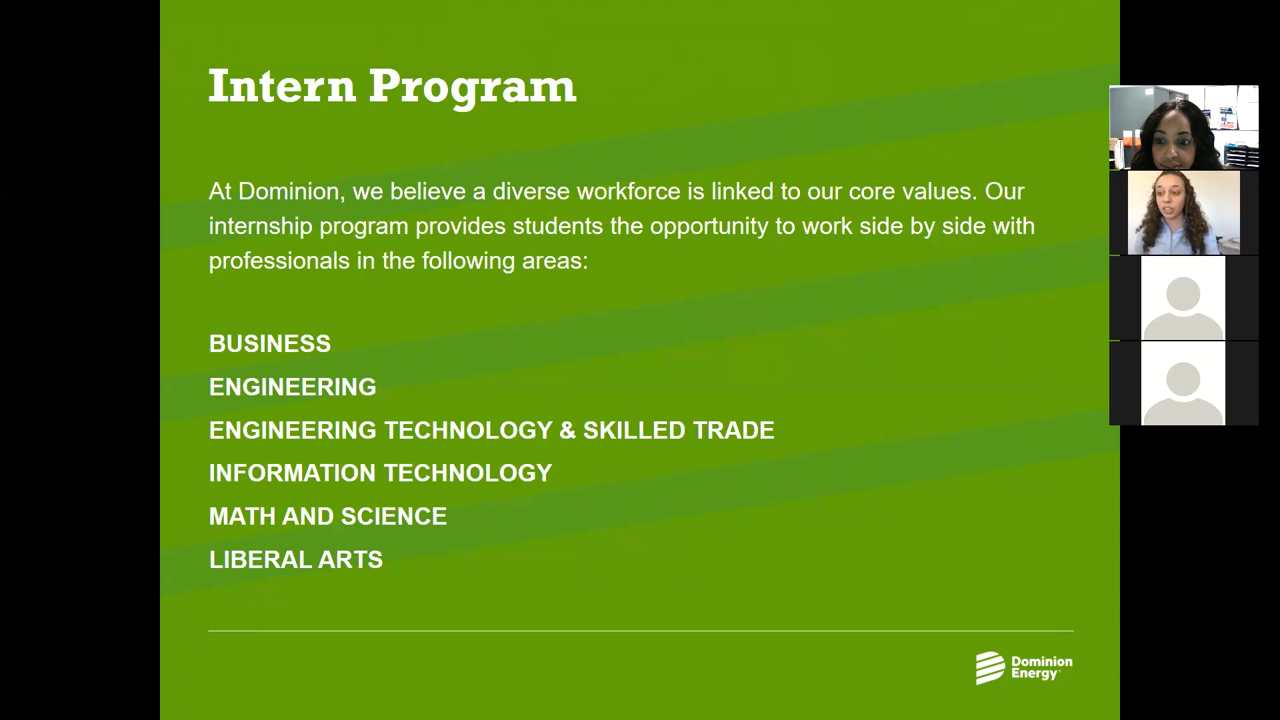 Intern Program
At Dominion, we believe a diverse workforce is linked to our core values. Our
internship program provides students the opportunity to work side by side with
professionals in the following areas:
BUSINESS
ENGINEERING
ENGINEERING TECHNOLOGY & SKILLED TRADE
INFORMATION TECHNOLOGY
MATH AND SCIENCE
LIBERAL ARTS
Dominion
Energy